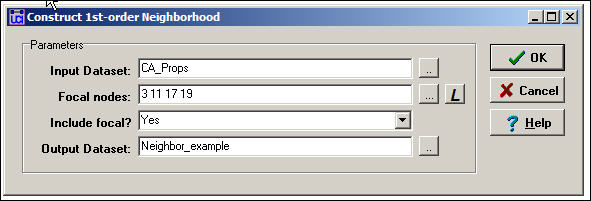 Construct 1st-order Neighborhood
Parameters
Input Dataset: CA_Props ..
Focal nodes: 3 11 17 19 ... L
Include focal? Yes
Output Dataset: Neighbor_example ..
OK
Cancel
Help